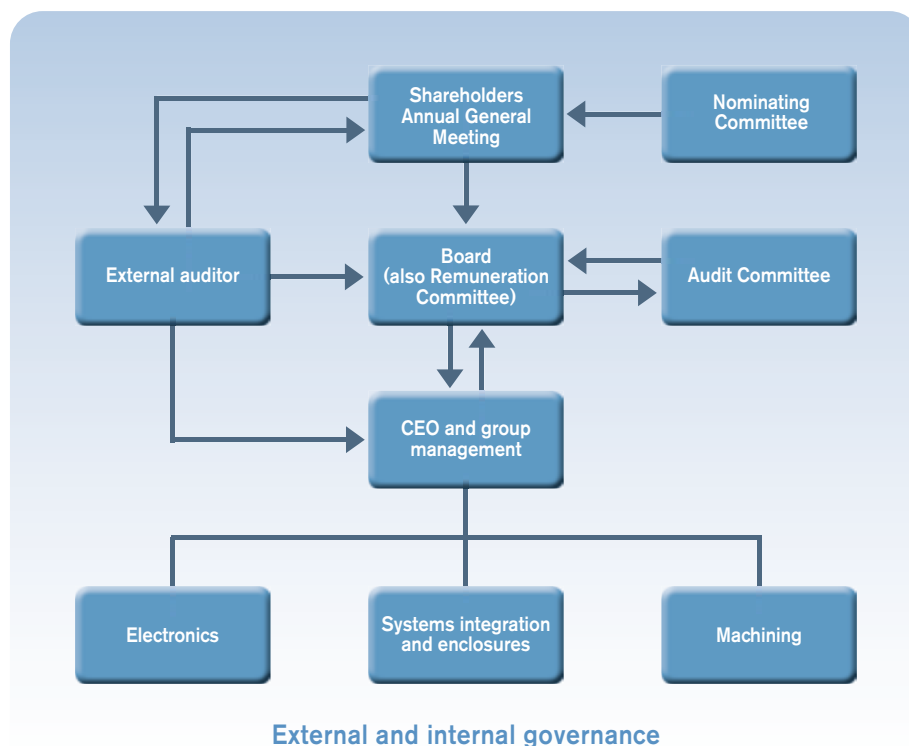 Shareholders
Annual General
Meeting
Nominating
Committee
External auditor
Board
(also Remuneration
Committee)
Audit Committee
CEO and group
management
Electronics
Systems integration
and enclosures
Machining
External and internal governance